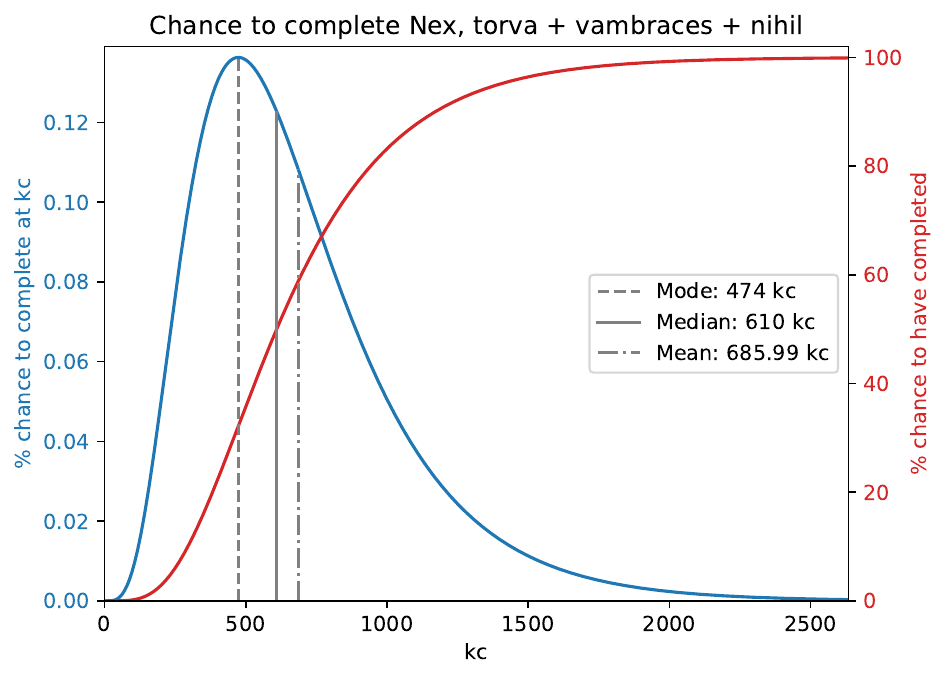 Chance to complete Nex, torva + vambraces + nihil
% chance to complete at kc
0.12
0.10
0.08
0.06
0.04
0.02
0.00
0
500
1000
1500
2000
2500
kc
Mode: 474 kc
Median: 610 kc
Mean: 685.99 kc
100
80
60
40
20
0
% chance to have completed